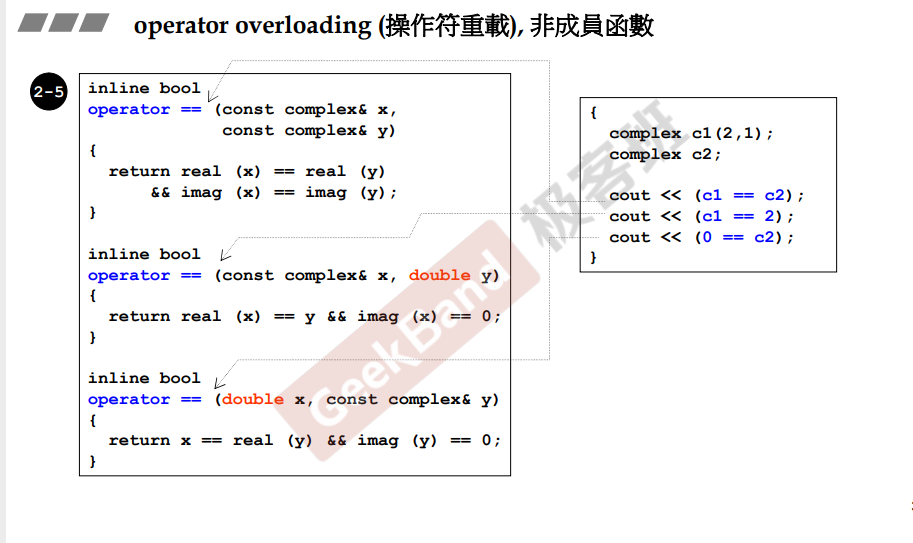 operator overloading (操作符重載), 非成員函數
2-5
inline bool
operator == (const complex& x,
             const complex& y)
{
  return real (x) == real (y)
      && imag (x) == imag (y);
}
inline bool
operator == (const complex& x, double y)
{
  return real (x) == y && imag (x) == 0;
}
inline bool
operator == (double x, const complex& y)
{
  return x == real (y) && imag (y) == 0;
}
{
  complex c1(2,1);
  complex c2;
  cout << (c1 == c2);
  cout << (c1 == 2);
  cout << (0 == c2);
}
GeekBand 极客班